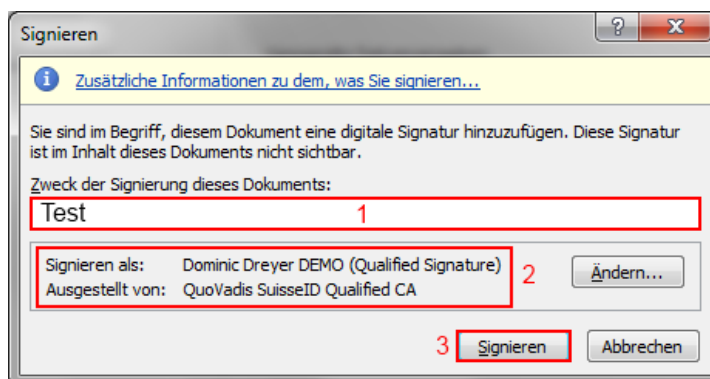 Signieren
Zusätzliche Informationen zu dem, was Sie signieren...
Sie sind im Begriff, diesem Dokument eine digitale Signatur hinzuzufügen. Diese Signatur
ist im Inhalt dieses Dokuments nicht sichtbar.
Zweck der Signierung dieses Dokuments:
Test 1
Signieren als: Dominic Dreyer DEMO (Qualified Signature) 2 Ändern...
Ausgestellt von: QuoVadis SuisseID Qualified CA
3 Signieren Abbrechen